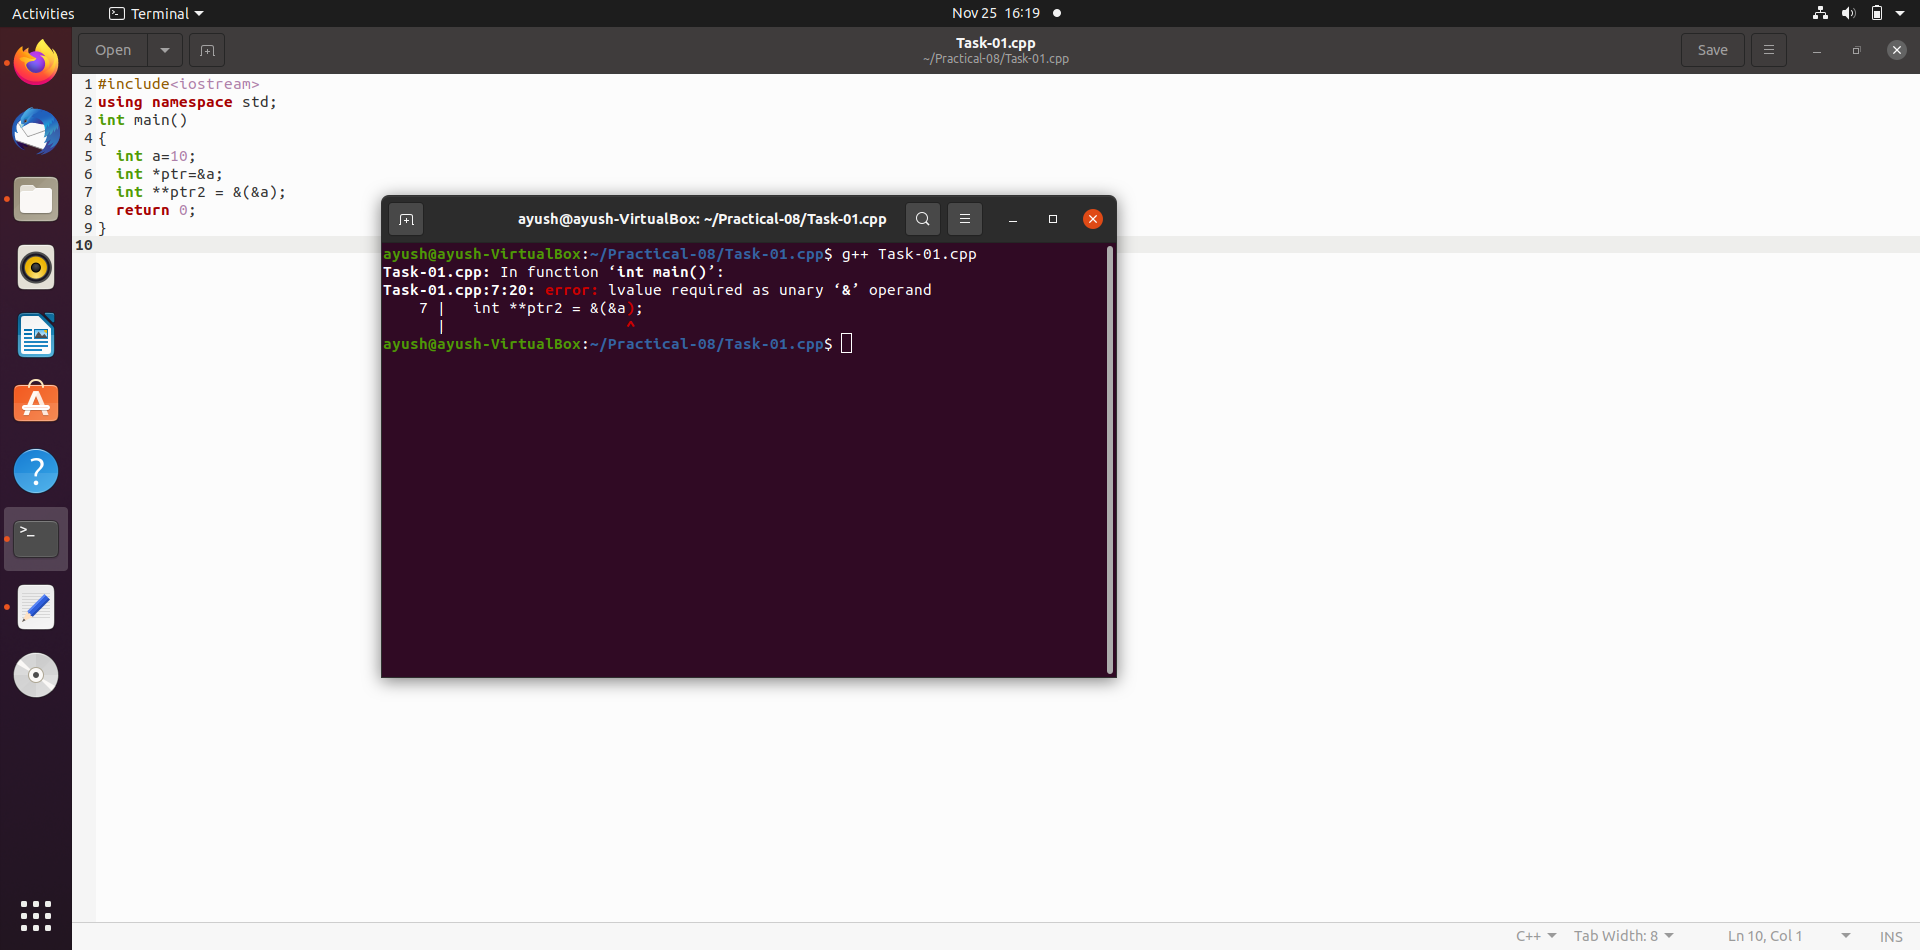 Activities
Terminal
Nov 25 16:19
Open
Task-01.cpp
~/Practical-08/Task-01.cpp
Save
1 #include<iostream>
2 using namespace std;
3 int main()
4 {
5   int a=10;
6   int *ptr=&a;
7   int **ptr2 = &(&a);
8   return 0;
9 }
10
ayush@ayush-VirtualBox: ~/Practical-08/Task-01.cpp
ayush@ayush-VirtualBox:~/Practical-08/Task-01.cpp$ g++ Task-01.cpp
Task-01.cpp: In function ‘int main()’:
Task-01.cpp:7:20: error: lvalue required as unary ‘&’ operand
    7 |   int **ptr2 = &(&a);
      |                    ^
ayush@ayush-VirtualBox:~/Practical-08/Task-01.cpp$
C++
Tab Width: 8
Ln 10, Col 1
INS